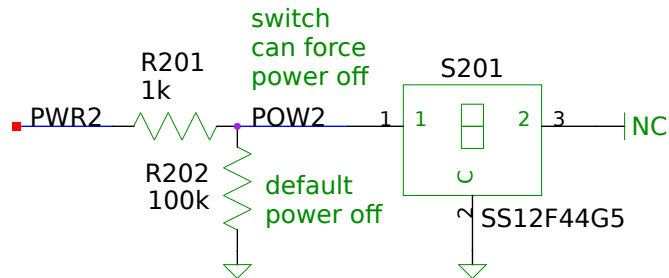 switch
can force
power off
R201
1k
S201
PWR2
POW2
1
1
2
3
NC
R202
100k
default
power off
C
2
SS12F44G5